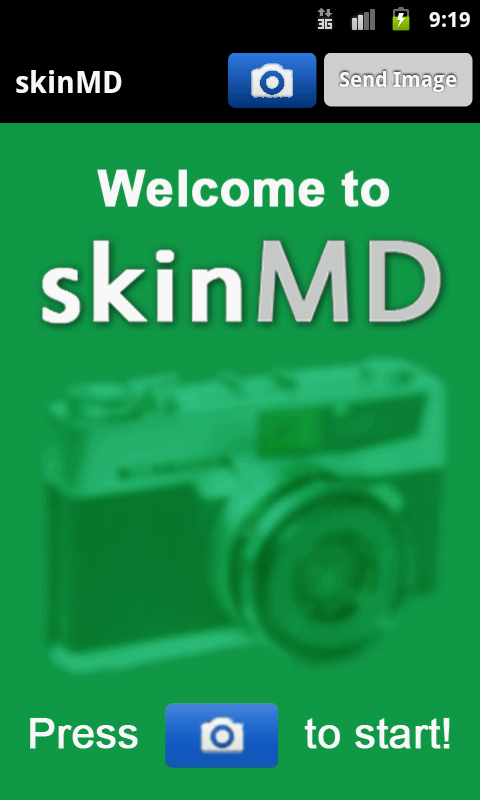 3G 9:19
skinMD Send Image
Welcome to
skinMD
Press to start!